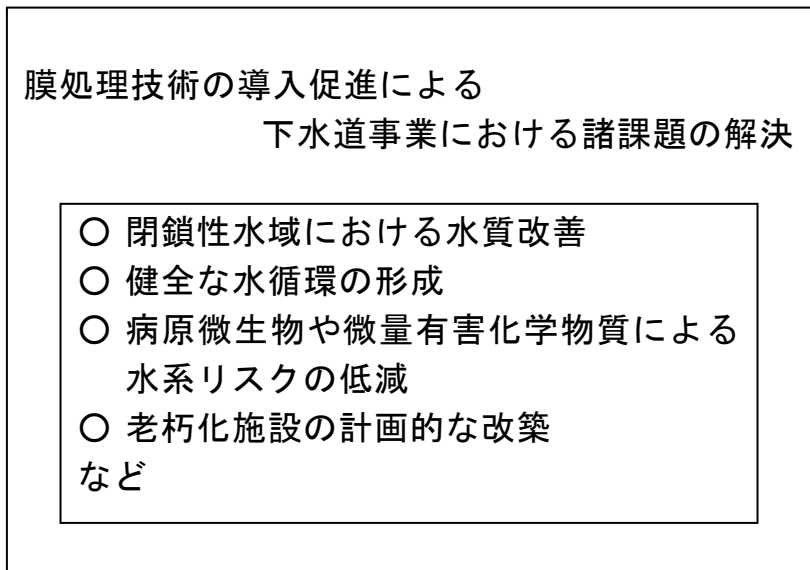 膜処理技術の導入促進による
下水道事業における諸課題の解決
〇 閉鎖性水域における水質改善
〇 健全な水循環の形成
〇 病原微生物や微量有害化学物質による
水系リスクの低減
〇 老朽化施設の計画的な改築
など